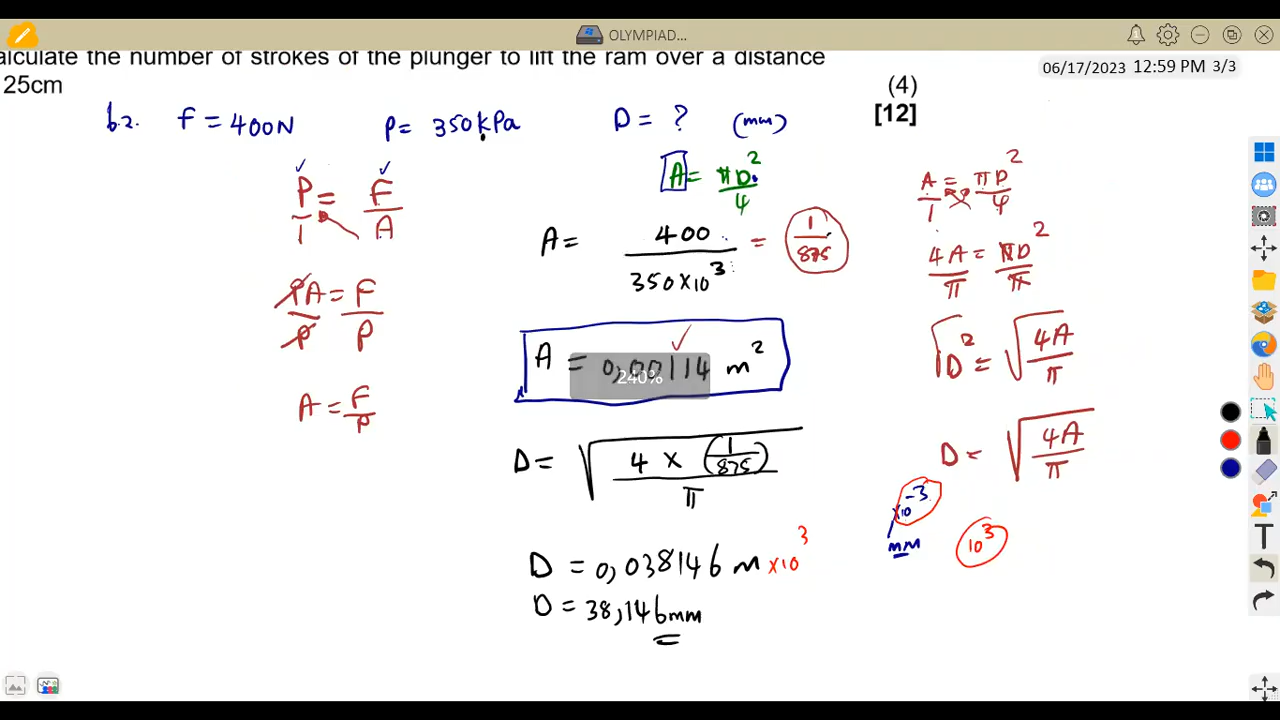 OLYMPIAD...
alculate the number of strokes of the plunger to lift the ram over a distance
25cm
(4)
[12]
06/17/2023 12:59 PM 3/3
6.2. F = 400N P = 350kPa D = ? (mm)
P/1 = F/A
PA/P = F/P
A = F/P
A = πD²/4
A = 400/350×10³ = 1/875
A = 0,00114 m²
240%
D = √(4 × (1/875)/π)
D = 0,038146 m ×10³
D = 38,146mm
A/1 = πD²/4
4A/π = πD²/π
√D² = √(4A/π)
D = √(4A/π)
×10⁻³
mm
10³
T